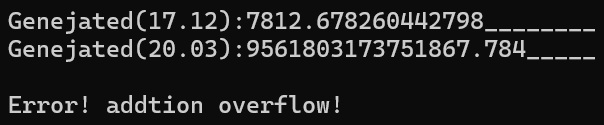 Genejated(17.12):7812.678260442798________
Genejated(20.03):9561803173751867.784_____
Error! addtion overflow!